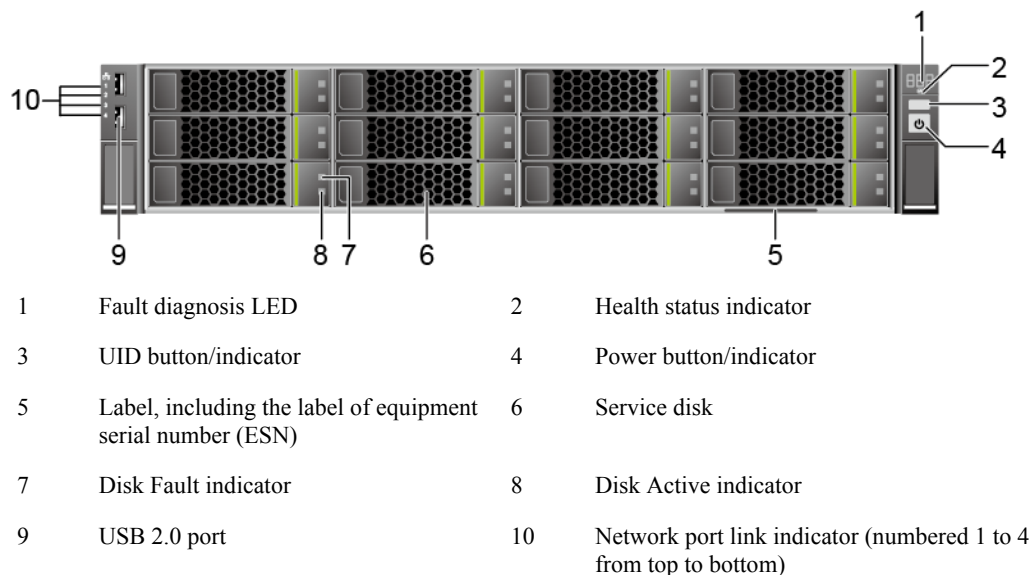 1
2
10
3
4
9
8 7
6
5
1 Fault diagnosis LED 2 Health status indicator
3 UID button/indicator 4 Power button/indicator
5 Label, including the label of equipment 6 Service disk
serial number (ESN)
7 Disk Fault indicator 8 Disk Active indicator
9 USB 2.0 port 10 Network port link indicator (numbered 1 to 4
from top to bottom)